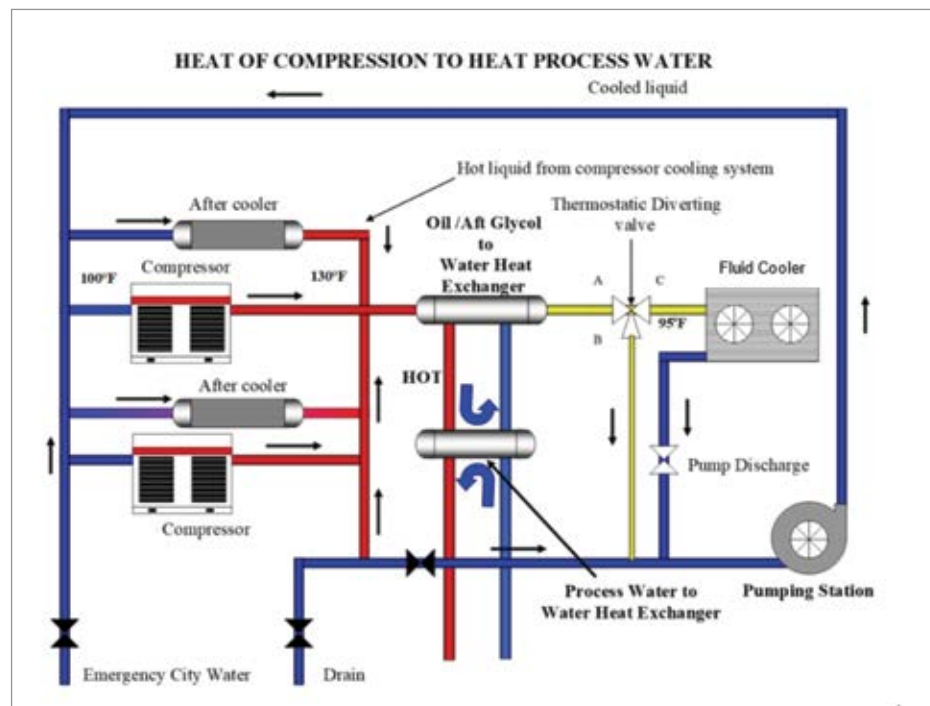 HEAT OF COMPRESSION TO HEAT PROCESS WATER
Cooled liquid
Hot liquid from compressor cooling system
After cooler
Thermostatic Diverting
valve
Oil /Aft Glycol
to
Water Heat
Exchanger
Compressor
100°F
130°F
A
C
Fluid Cooler
95°F
B
After cooler
HOT
Pump Discharge
Compressor
Process Water to
Water Heat Exchanger
Pumping Station
Emergency City Water
Drain